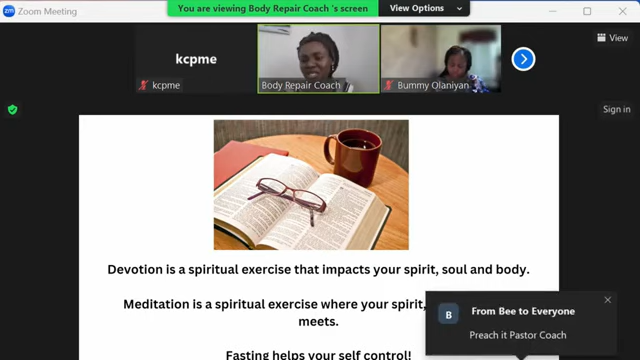 Zoom Meeting
You are viewing Body Repair Coach 's screen
View Options
View
kcpme
kcpme
Body Repair Coach
Bummy Olaniyan
Sign in
Devotion is a spiritual exercise that impacts your spirit, soul and body.
Meditation is a spiritual exercise where your spirit,
meets.
Fasting helps your self control!
B
From Bee to Everyone
Preach it Pastor Coach